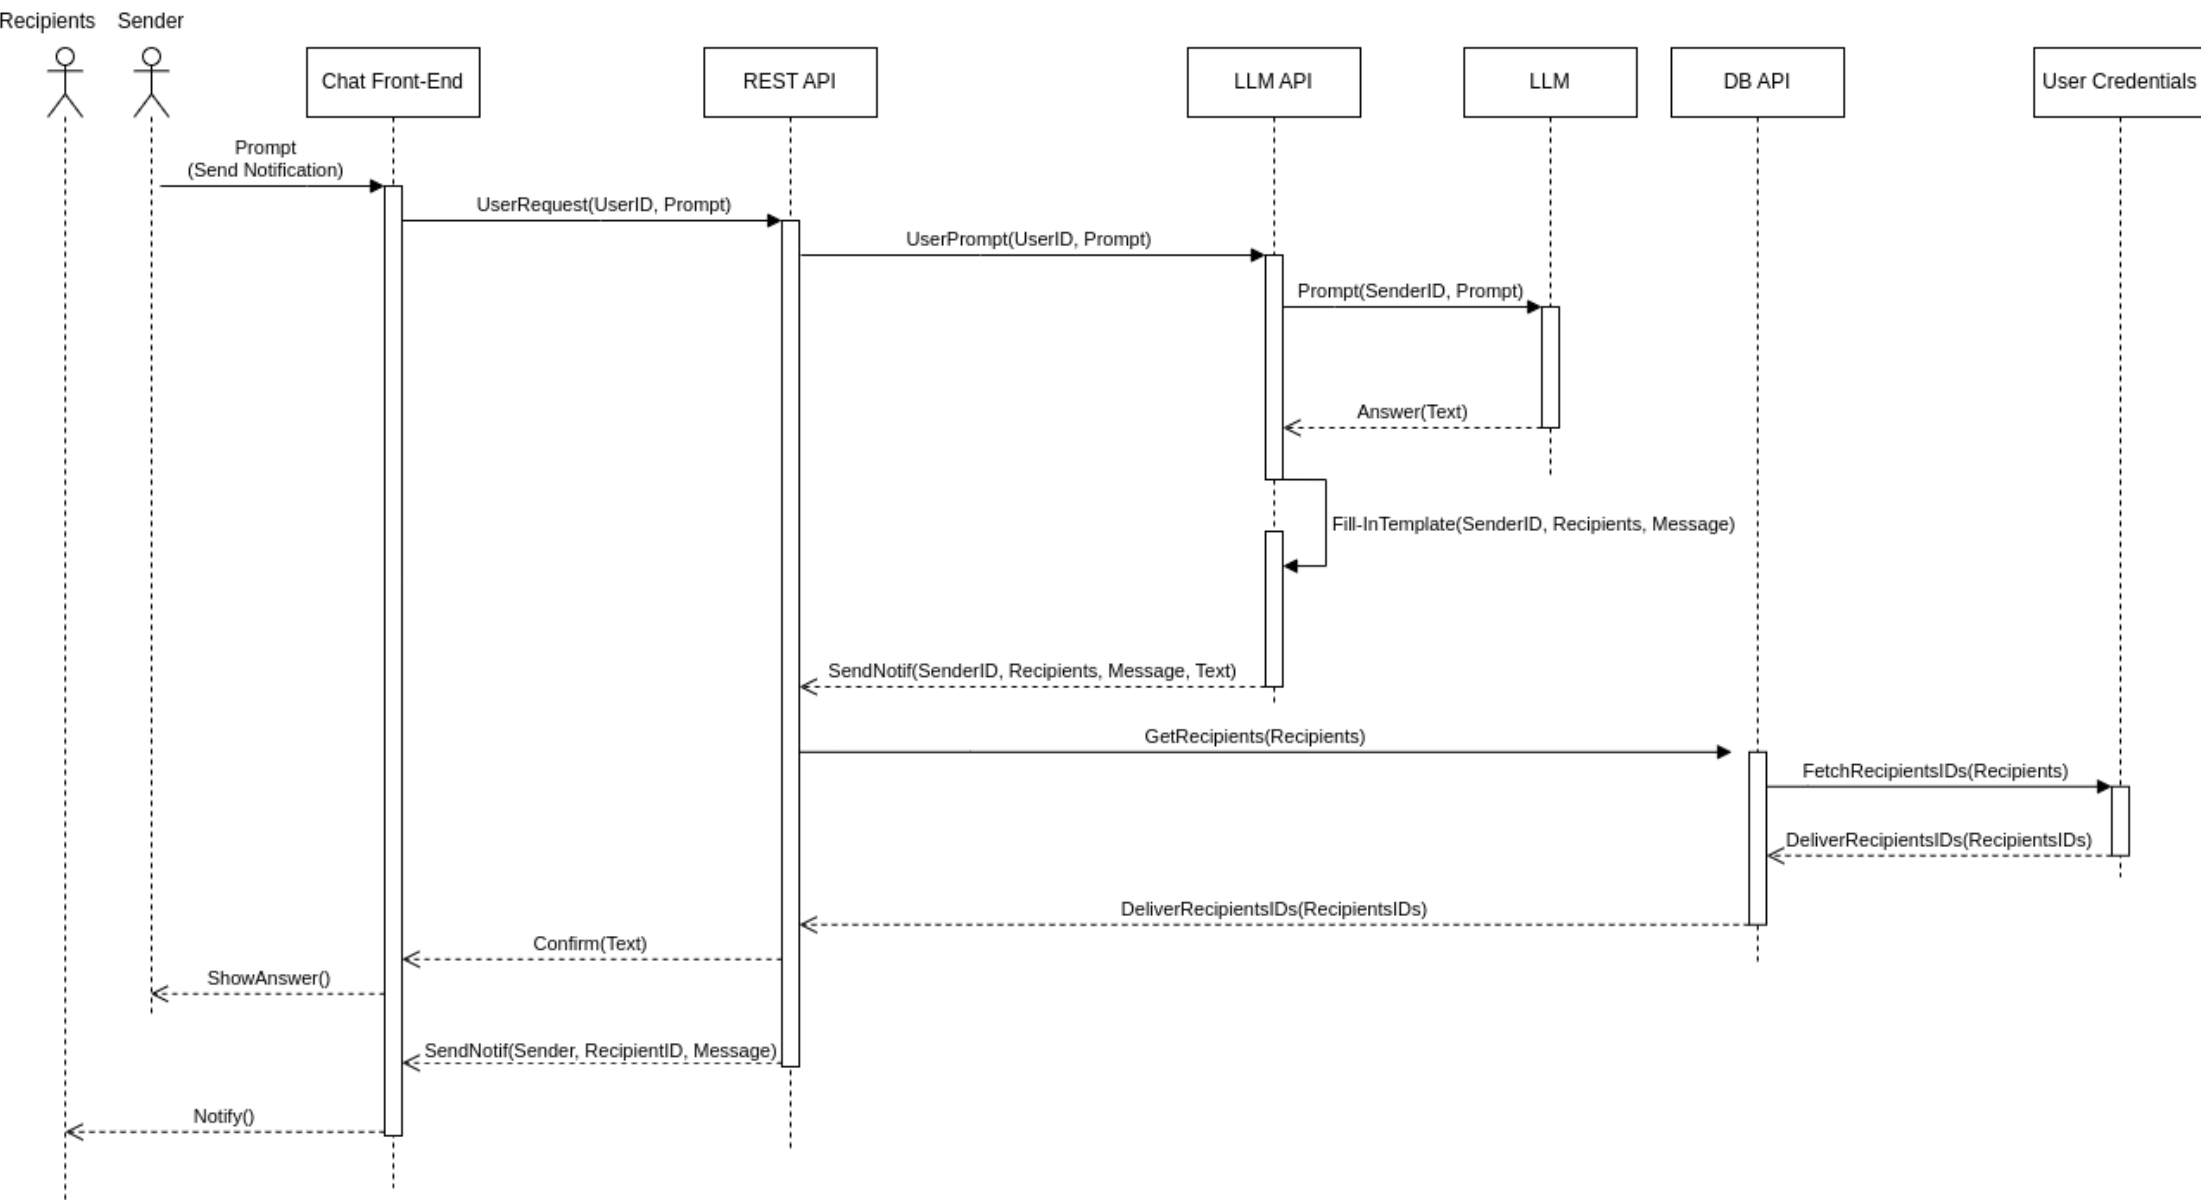 Recipients
Sender
Chat Front-End
REST API
LLM API
LLM
DB API
User Credentials
Prompt
(Send Notification)
UserRequest(UserID, Prompt)
UserPrompt(UserID, Prompt)
Prompt(SenderID, Prompt)
Answer(Text)
Fill-InTemplate(SenderID, Recipients, Message)
SendNotif(SenderID, Recipients, Message, Text)
GetRecipients(Recipients)
FetchRecipientsIDs(Recipients)
DeliverRecipientsIDs(RecipientsIDs)
DeliverRecipientsIDs(RecipientsIDs)
Confirm(Text)
ShowAnswer()
SendNotif(Sender, RecipientID, Message)
Notify()